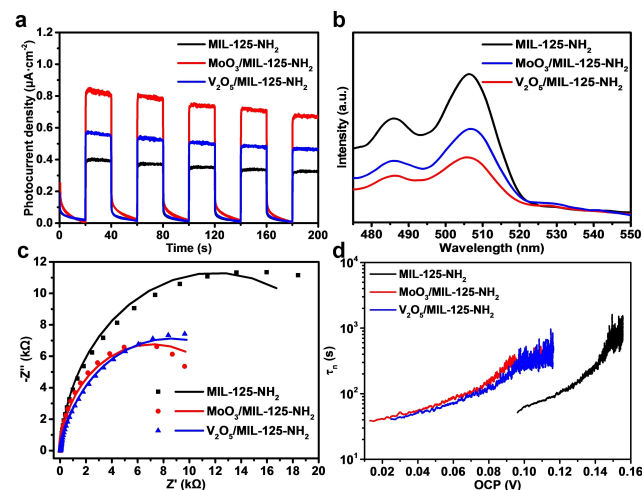 a
Photocurrent density (μA·cm⁻²)
1.4
1.2
1.0
0.8
0.6
0.4
0.2
0.0
MIL-125-NH₂
MoO₃/MIL-125-NH₂
V₂O₅/MIL-125-NH₂
0 40 80 120 160 200
Time (s)
b
Intensity (a.u.)
MIL-125-NH₂
MoO₃/MIL-125-NH₂
V₂O₅/MIL-125-NH₂
480 490 500 510 520 530 540 550
Wavelength (nm)
c
-Z'' (kΩ)
12
10
8
6
4
2
0
MIL-125-NH₂
MoO₃/MIL-125-NH₂
V₂O₅/MIL-125-NH₂
0 2 4 6 8 10 12 14 16 18 20
Z' (kΩ)
d
τₙ (s)
10⁴
10³
10²
10¹
MIL-125-NH₂
MoO₃/MIL-125-NH₂
V₂O₅/MIL-125-NH₂
0.02 0.04 0.06 0.08 0.10 0.12 0.14 0.16
OCP (V)